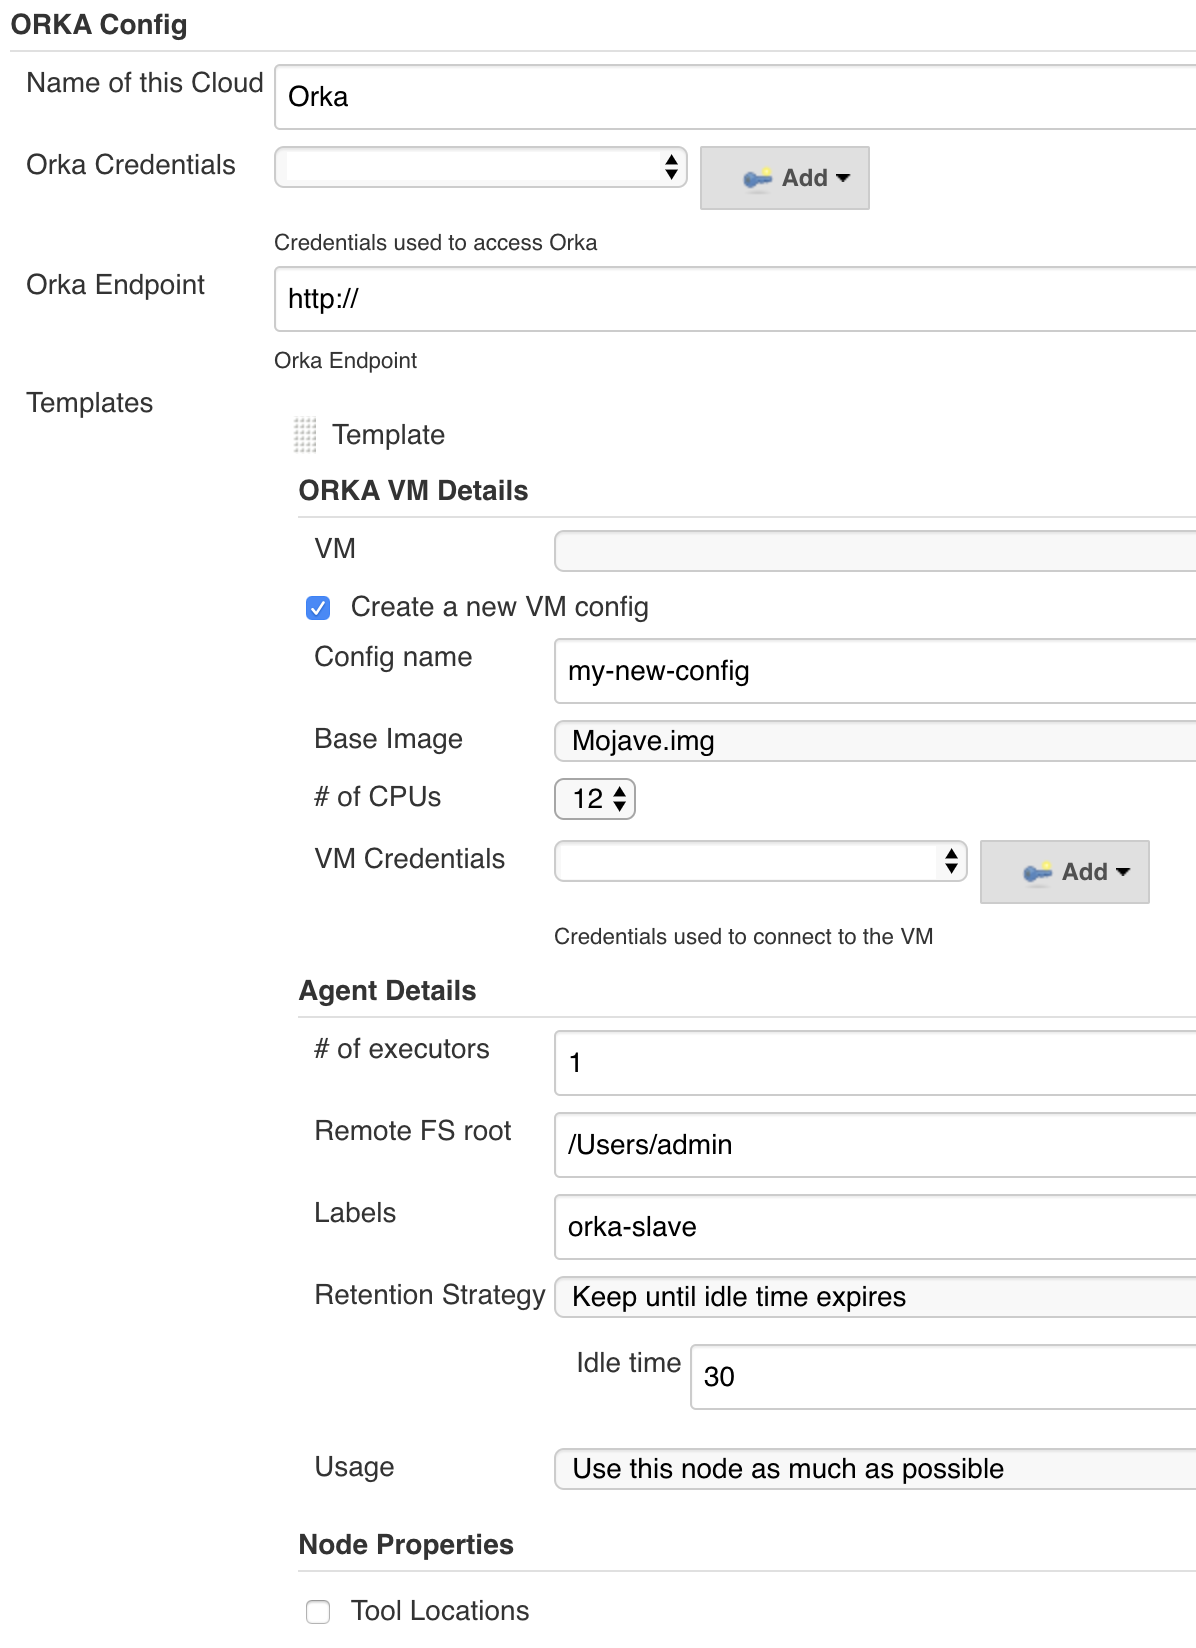 ORKA Config
Name of this Cloud
Orka
Orka Credentials
Add
Credentials used to access Orka
Orka Endpoint
http://
Orka Endpoint
Templates
Template
ORKA VM Details
VM
Create a new VM config
Config name
my-new-config
Base Image
Mojave.img
# of CPUs
12
VM Credentials
Add
Credentials used to connect to the VM
Agent Details
# of executors
1
Remote FS root
/Users/admin
Labels
orka-slave
Retention Strategy
Keep until idle time expires
Idle time
30
Usage
Use this node as much as possible
Node Properties
Tool Locations